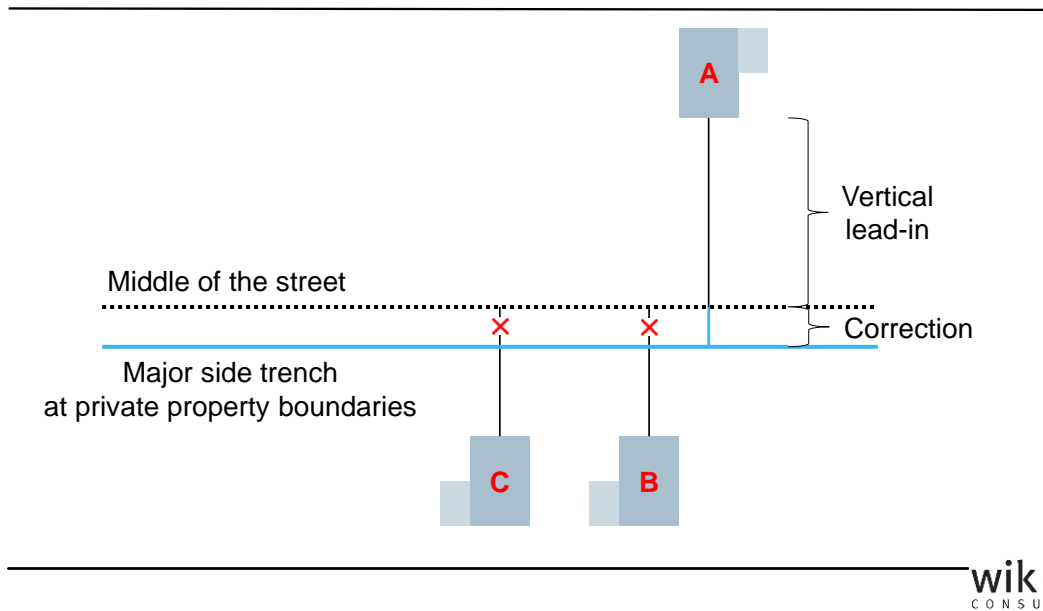 A
Vertical
lead-in
Middle of the street
Correction
Major side trench
at private property boundaries
C
B
wik
CONSU